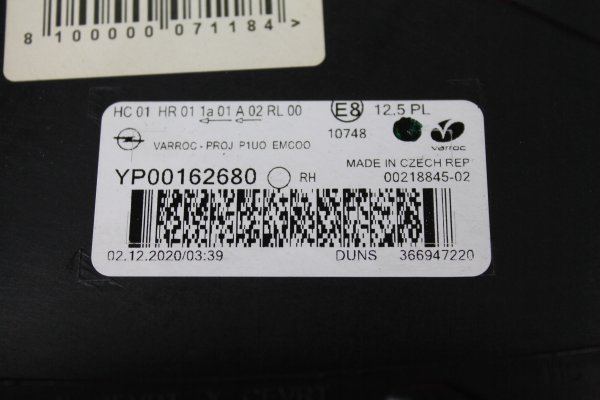 8 100000 071184 >
HC 01 HR 01 1a 01 A 02 RL 00
E8 12,5 PL
10748
VARROC - PROJ P1UO EMCOO
varroc
MADE IN CZECH REP
YP00162680 RH 00218845-02
02.12.2020/03:39 DUNS 366947220